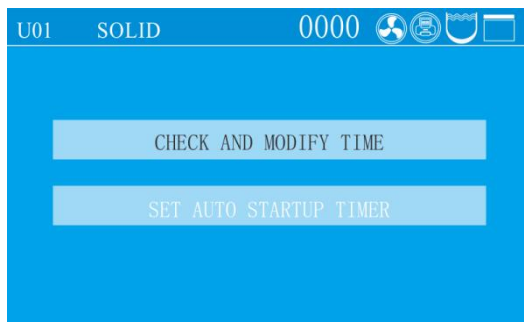 U01 SOLID 0000
CHECK AND MODIFY TIME
SET AUTO STARTUP TIMER